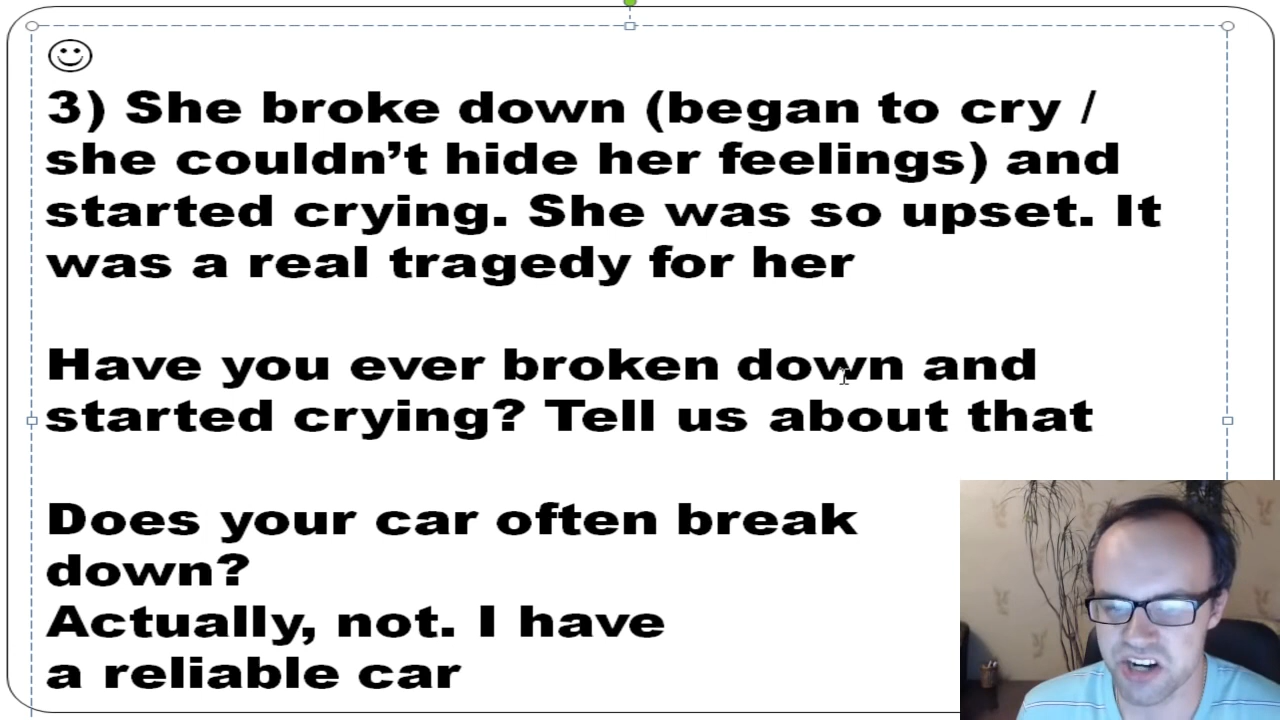 3) She broke down (began to cry /
she couldn’t hide her feelings) and
started crying. She was so upset. It
was a real tragedy for her
Have you ever broken down and
started crying? Tell us about that
Does your car often break
down?
Actually, not. I have
a reliable car